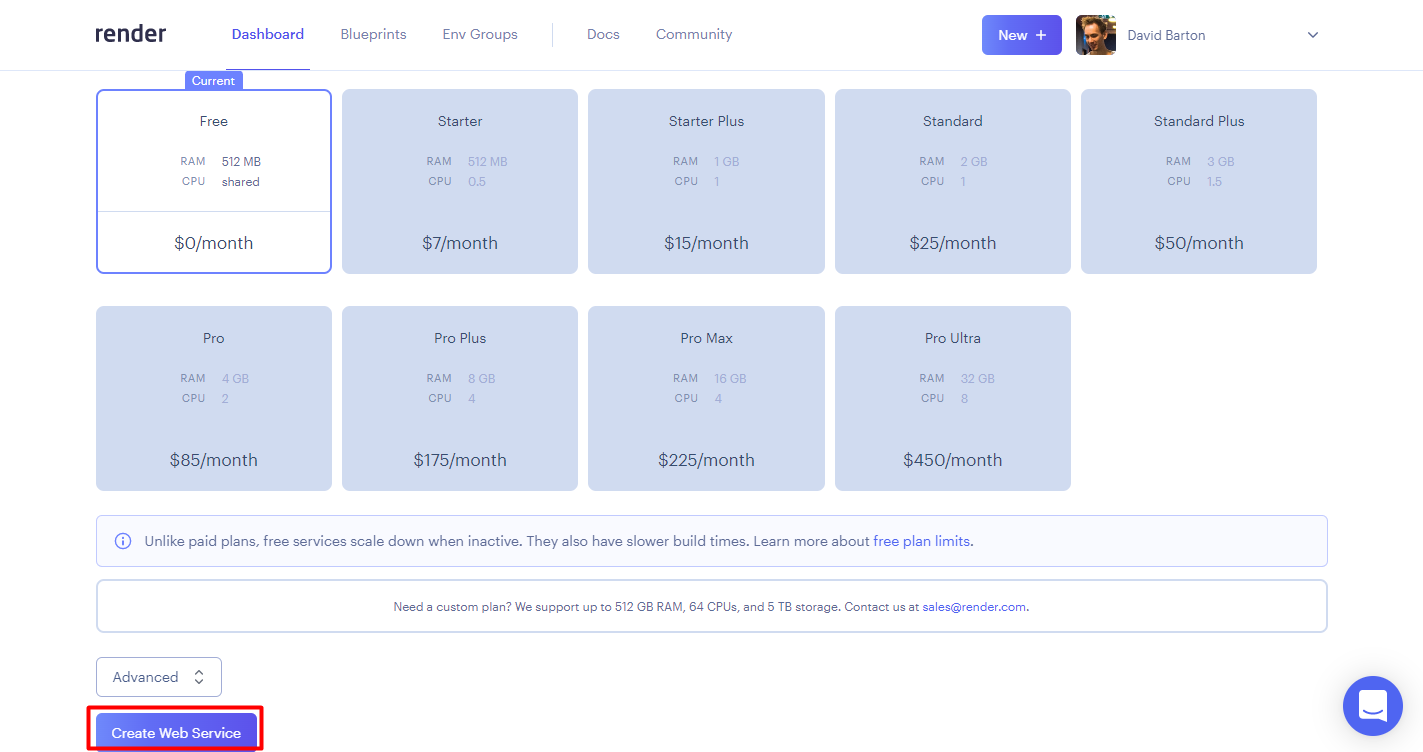 render Dashboard Blueprints Env Groups Docs Community New + David Barton
Current
Free Starter Starter Plus Standard Standard Plus
RAM 512 MB RAM 512 MB RAM 1 GB RAM 2 GB RAM 3 GB
CPU shared CPU 0.5 CPU 1 CPU 1 CPU 1.5
$0/month $7/month $15/month $25/month $50/month
Pro Pro Plus Pro Max Pro Ultra
RAM 4 GB RAM 8 GB RAM 16 GB RAM 32 GB
CPU 2 CPU 4 CPU 4 CPU 8
$85/month $175/month $225/month $450/month
Unlike paid plans, free services scale down when inactive. They also have slower build times. Learn more about free plan limits.
Need a custom plan? We support up to 512 GB RAM, 64 CPUs, and 5 TB storage. Contact us at sales@render.com.
Advanced
Create Web Service